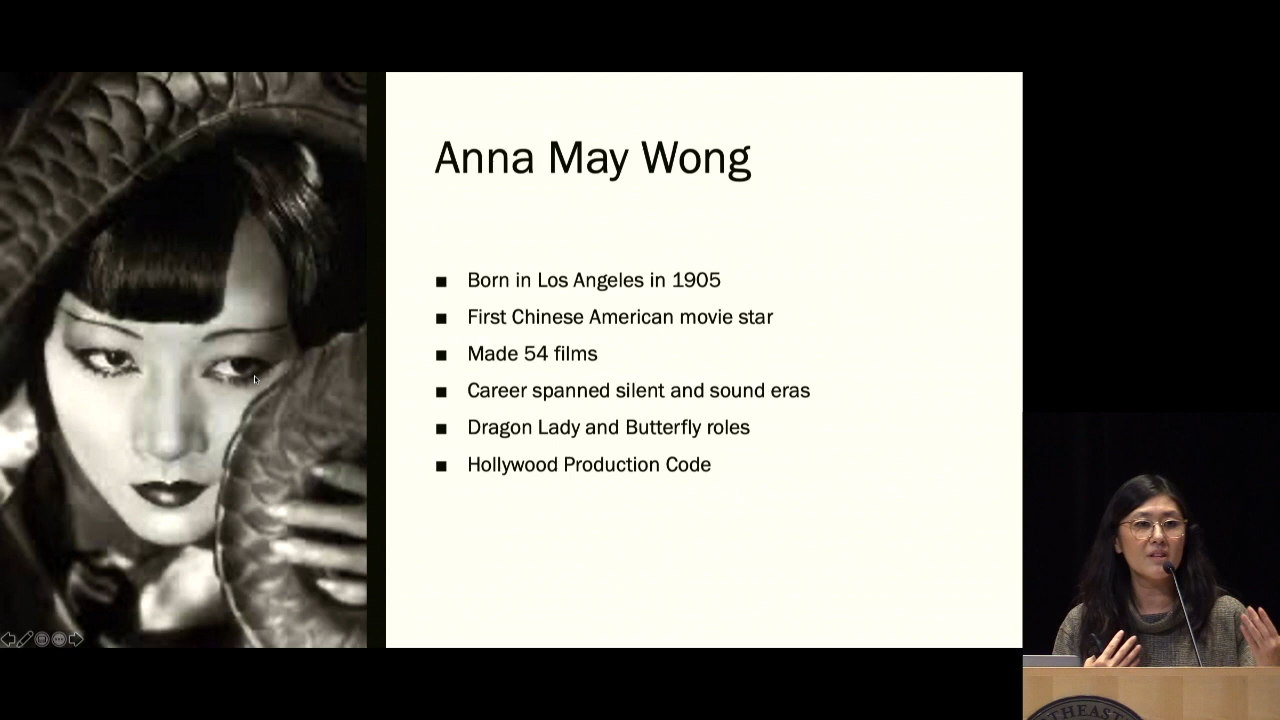 Anna May Wong
■ Born in Los Angeles in 1905
■ First Chinese American movie star
■ Made 54 films
■ Career spanned silent and sound eras
■ Dragon Lady and Butterfly roles
■ Hollywood Production Code